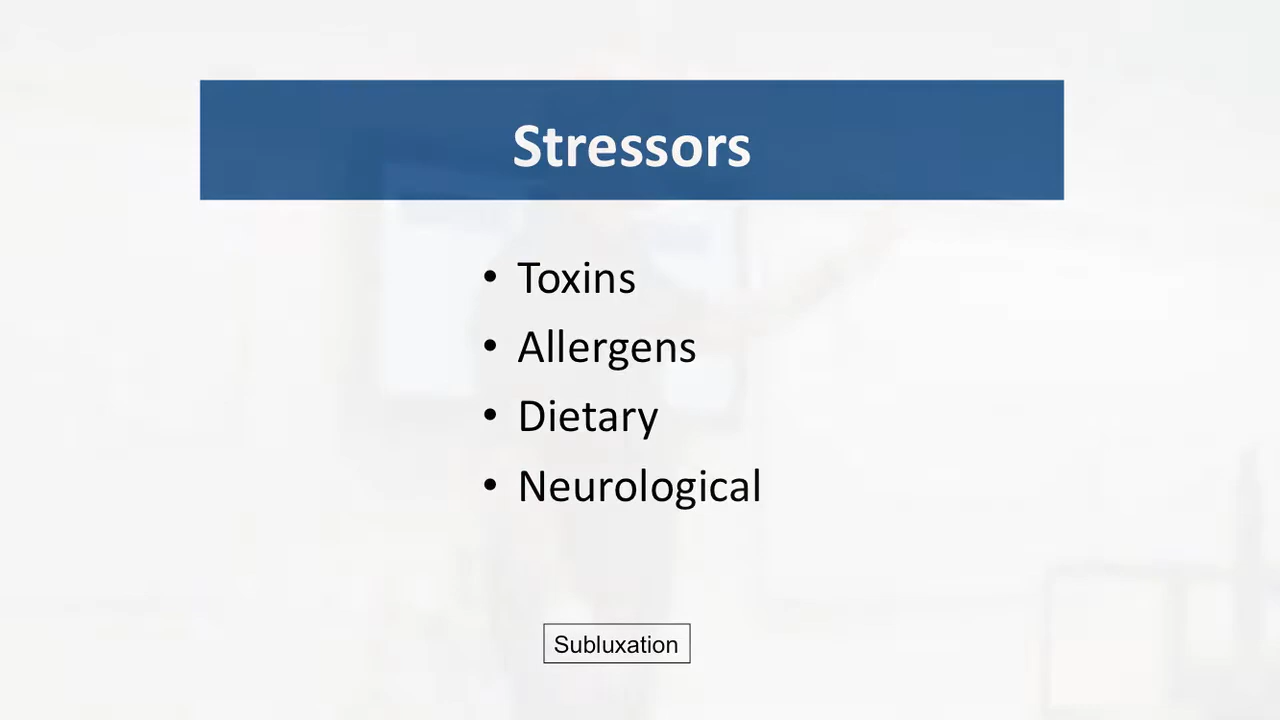 Stressors
• Toxins
• Allergens
• Dietary
• Neurological
Subluxation